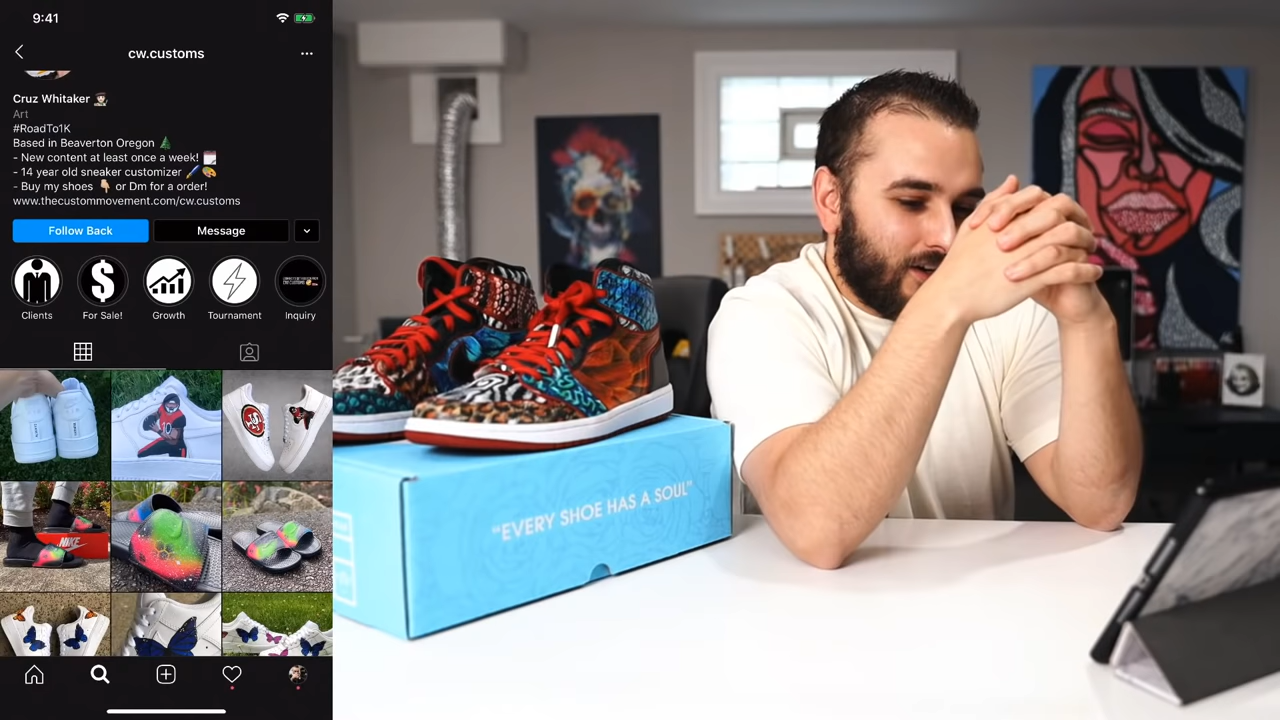 9:41
cw.customs
Cruz Whitaker
Art
#RoadTo1K
Based in Beaverton Oregon
- New content at least once a week!
- 14 year old sneaker customizer
- Buy my shoes 👇🏼 or Dm for a order!
www.thecustommovement.com/cw.customs
Follow Back
Message
Clients
For Sale!
Growth
Tournament
Inquiry
NIKE
"EVERY SHOE HAS A SOUL"